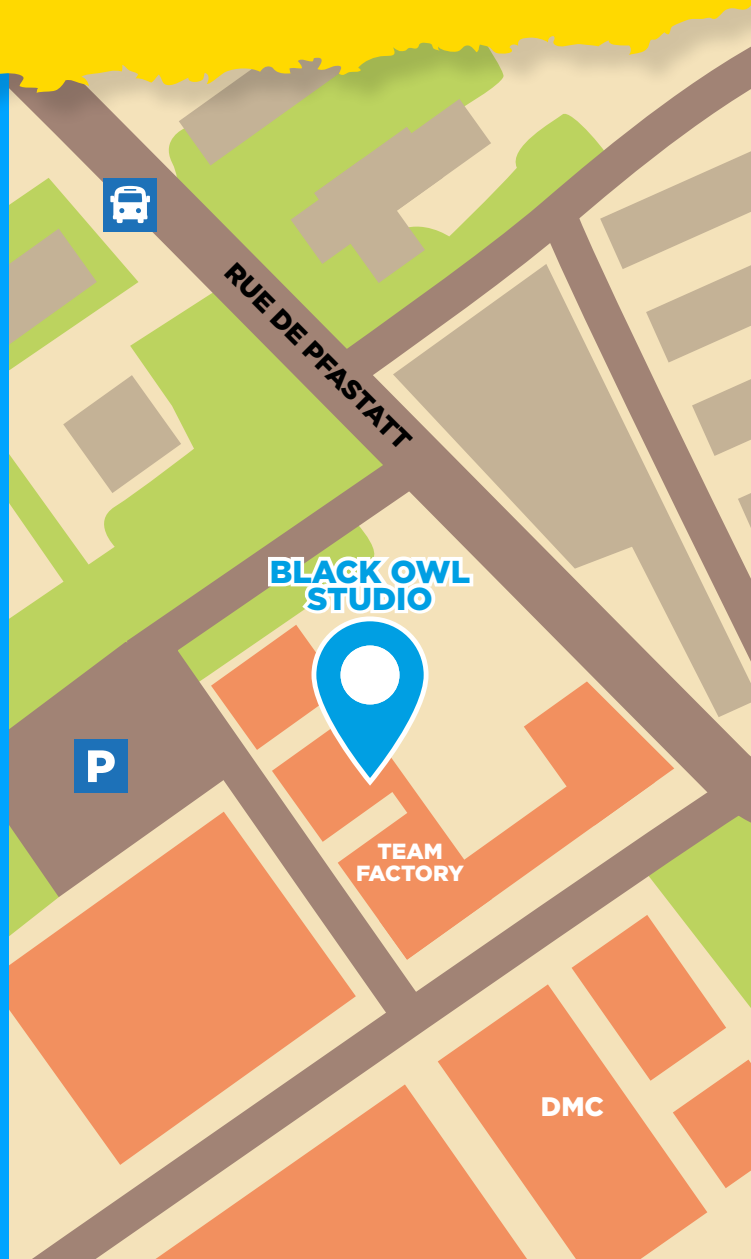 RUE DE PFASTATT
BLACK OWL
STUDIO
P
TEAM
FACTORY
DMC